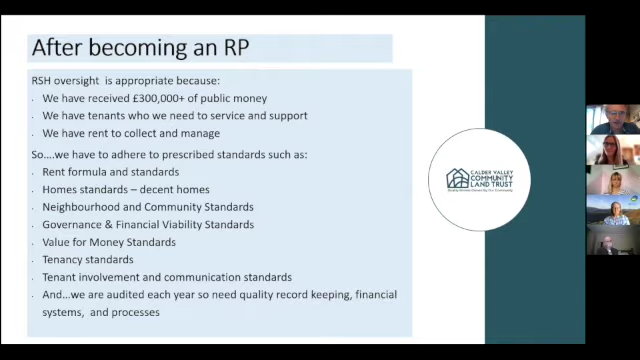 After becoming an RP
RSH oversight is appropriate because:
· We have received £300,000+ of public money
· We have tenants who we need to service and support
· We have rent to collect and manage
So….we have to adhere to prescribed standards such as:
· Rent formula and standards
· Homes standards – decent homes
· Neighbourhood and Community Standards
· Governance & Financial Viability Standards
· Value for Money Standards
· Tenancy standards
· Tenant involvement and communication standards
· And…we are audited each year so need quality record keeping, financial
systems, and processes
CALDER VALLEY
COMMUNITY
LAND TRUST